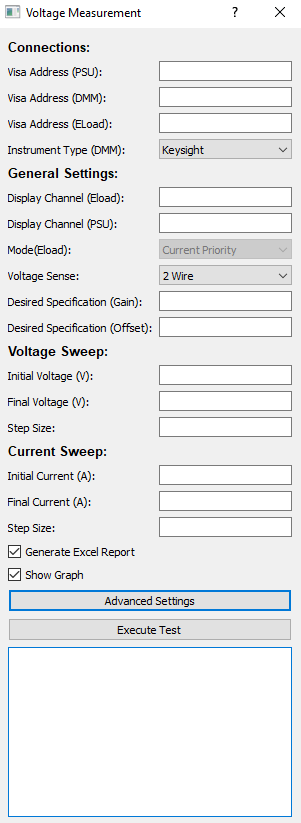 Voltage Measurement ?
Connections:
Visa Address (PSU):
Visa Address (DMM):
Visa Address (ELoad):
Instrument Type (DMM): Keysight
General Settings:
Display Channel (Eload):
Display Channel (PSU):
Mode(Eload): Current Priority
Voltage Sense: 2 Wire
Desired Specification (Gain):
Desired Specification (Offset):
Voltage Sweep:
Initial Voltage (V):
Final Voltage (V):
Step Size:
Current Sweep:
Initial Current (A):
Final Current (A):
Step Size:
Generate Excel Report
Show Graph
Advanced Settings
Execute Test